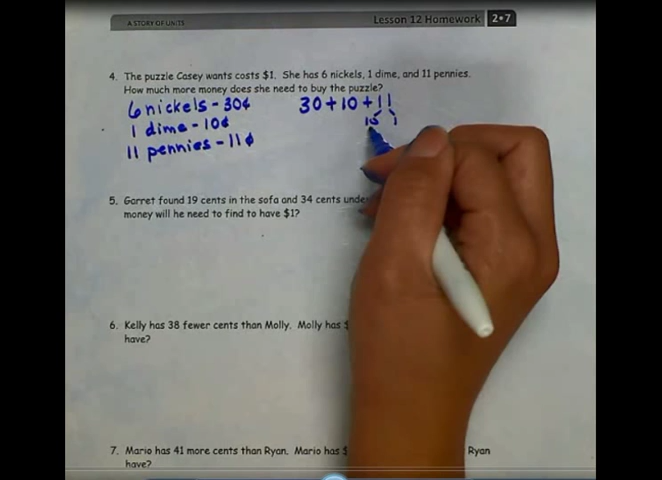 A STORY OF UNITS
Lesson 12 Homework 2•7
4. The puzzle Casey wants costs $1. She has 6 nickels, 1 dime, and 11 pennies.
How much more money does she need to buy the puzzle?
6 nickels - 30¢
30 + 10 + 11
10 1
1 dime - 10¢
11 pennies - 11¢
5. Garret found 19 cents in the sofa and 34 cents unde
money will he need to find to have $1?
6. Kelly has 38 fewer cents than Molly. Molly has $
have?
7. Mario has 41 more cents than Ryan. Mario has $ Ryan
have?